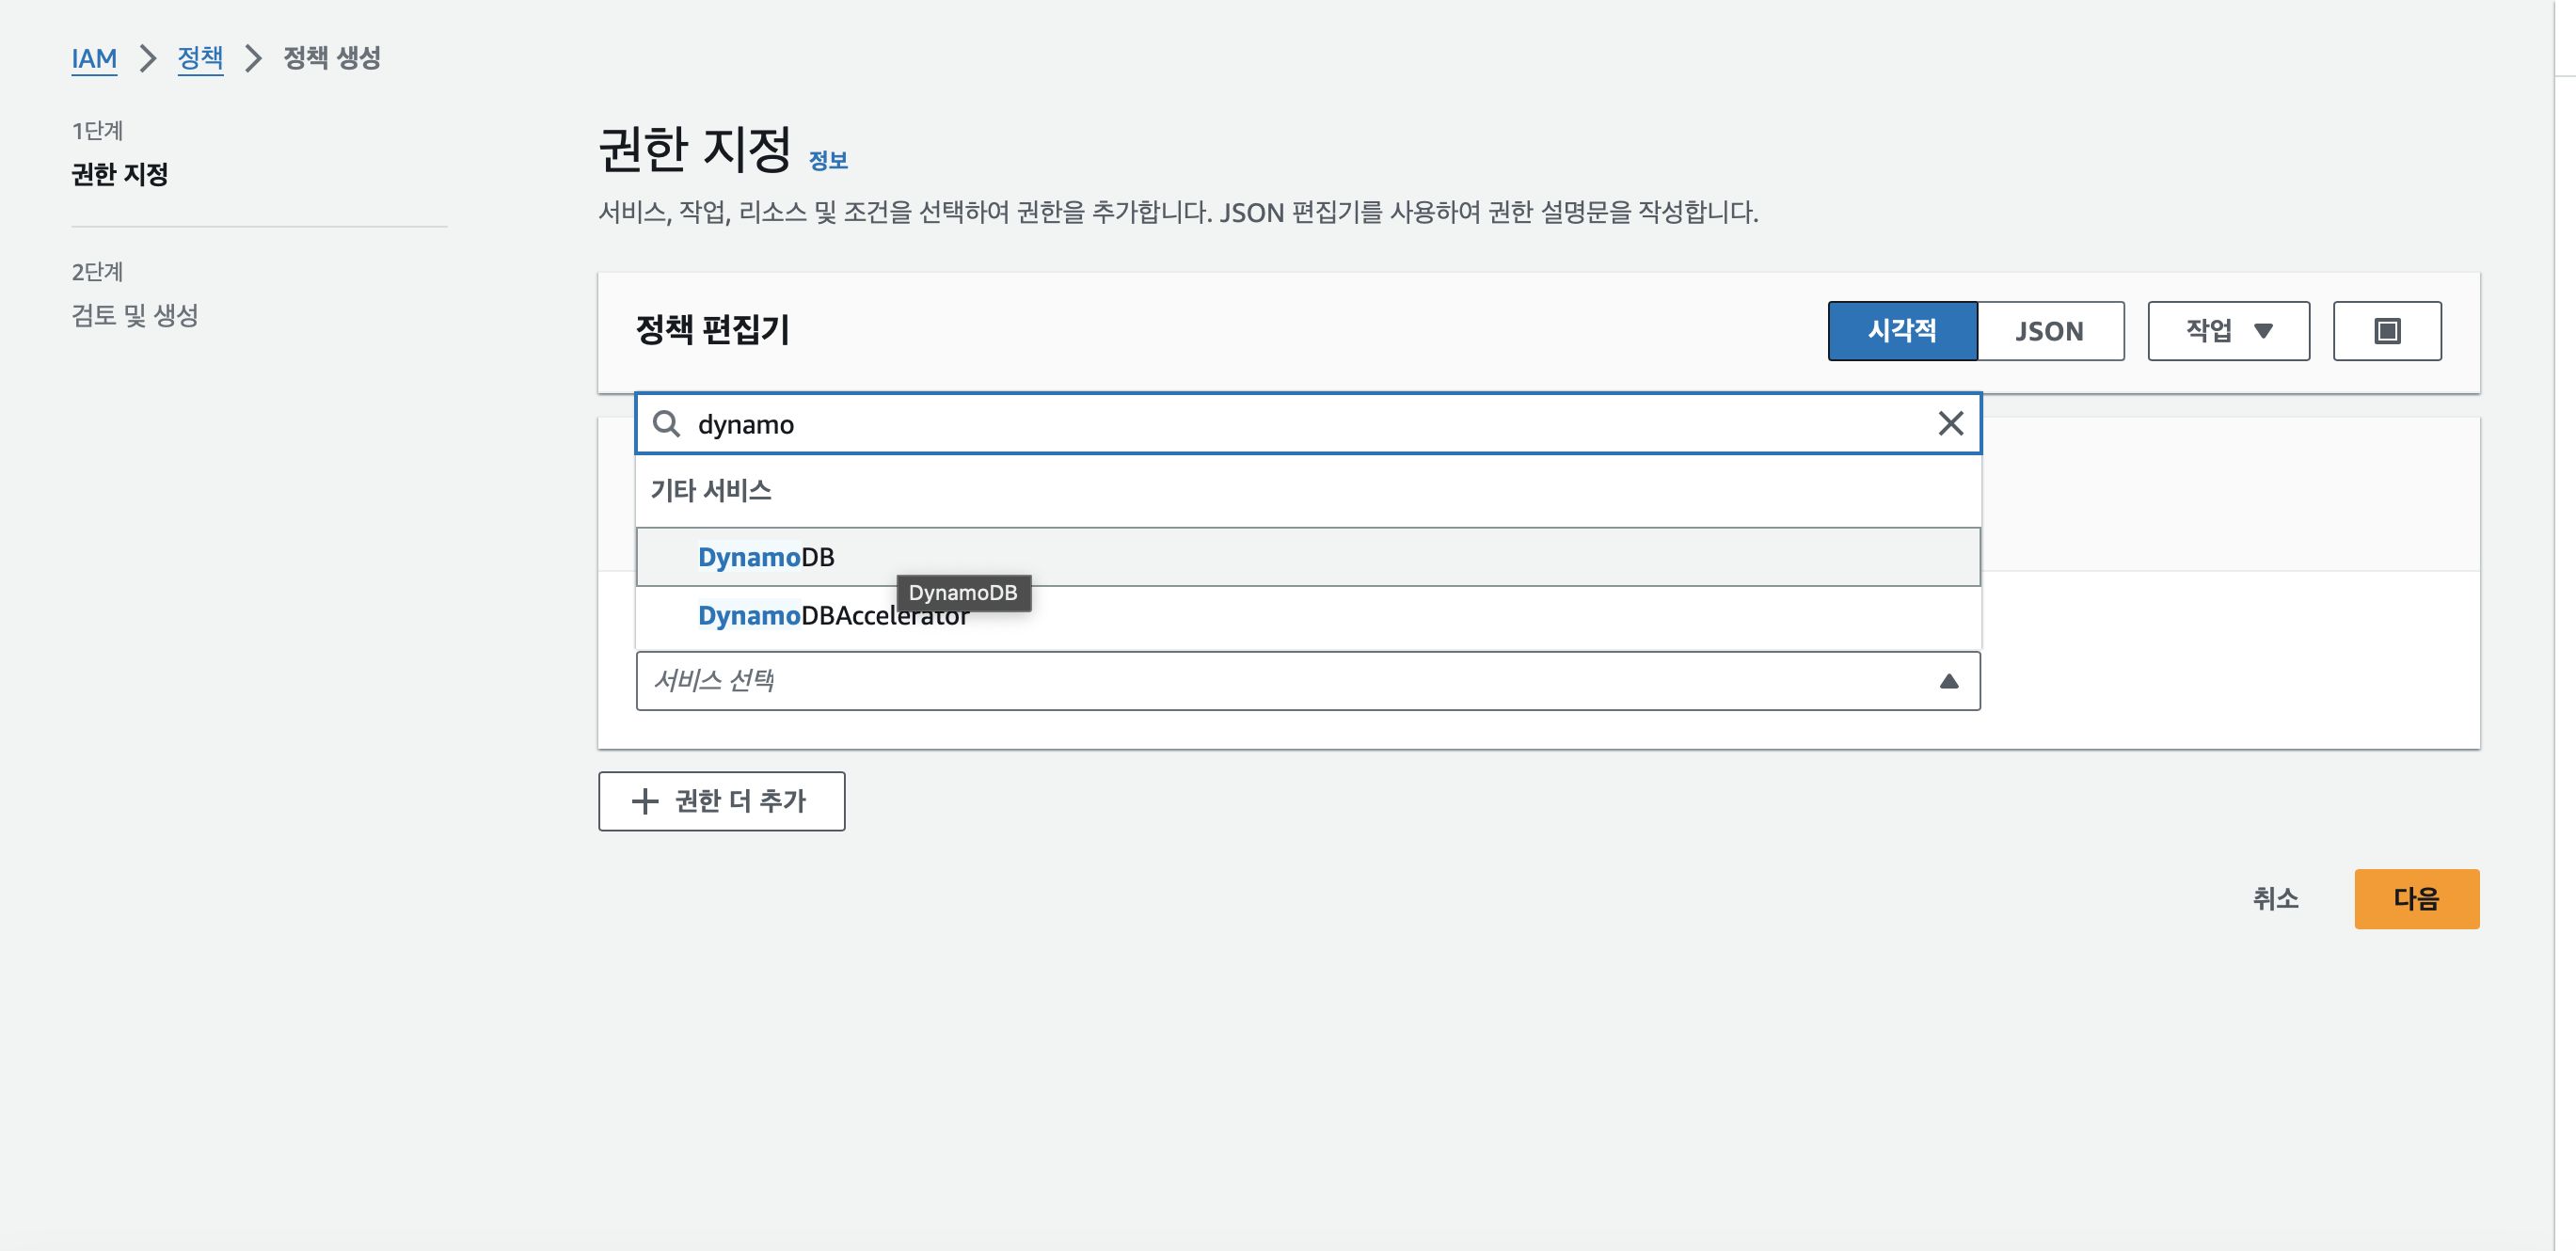 IAM > 정책 > 정책 생성
1단계
권한 지정
2단계
검토 및 생성
권한 지정 정보
서비스, 작업, 리소스 및 조건을 선택하여 권한을 추가합니다. JSON 편집기를 사용하여 권한 설명문을 작성합니다.
정책 편집기
시각적 JSON 작업
dynamo
기타 서비스
DynamoDB
DynamoDB
DynamoDBAccelerator
서비스 선택
권한 더 추가
취소 다음